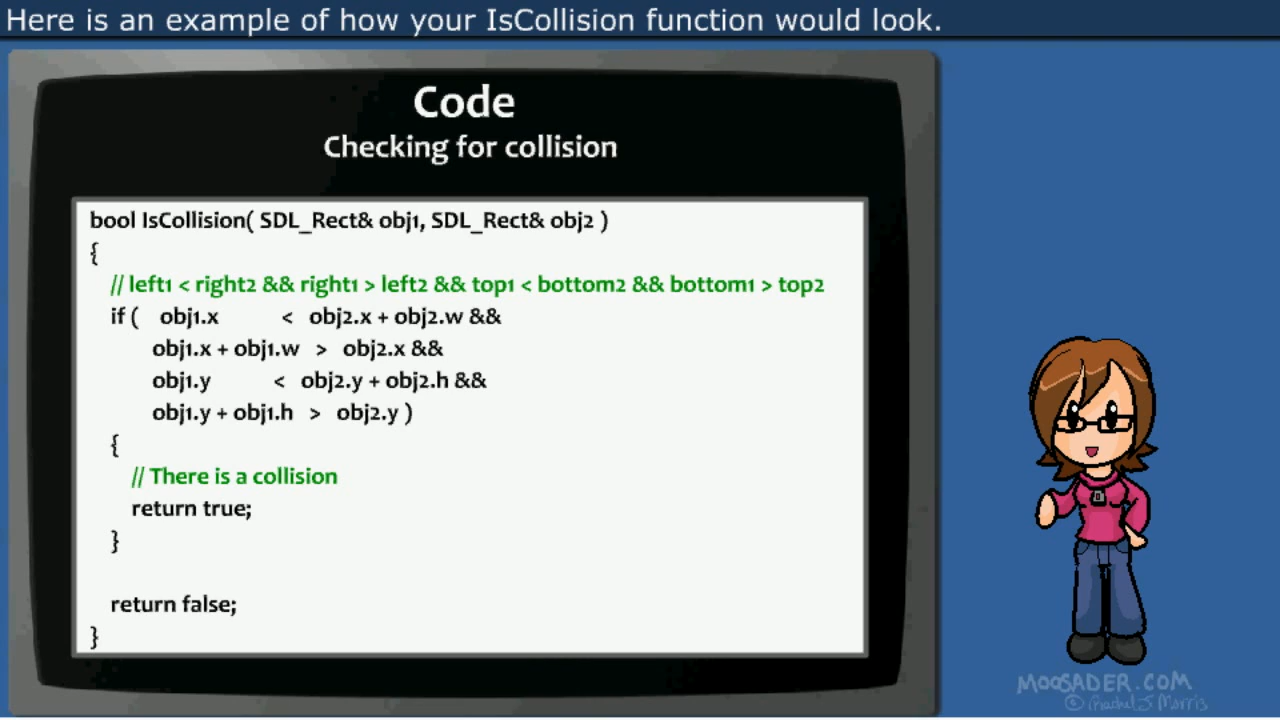 Here is an example of how your IsCollision function would look.
Code
Checking for collision
bool IsCollision( SDL_Rect& obj1, SDL_Rect& obj2 )
{
// left1 < right2 && right1 > left2 && top1 < bottom2 && bottom1 > top2
if ( obj1.x < obj2.x + obj2.w &&
obj1.x + obj1.w > obj2.x &&
obj1.y < obj2.y + obj2.h &&
obj1.y + obj1.h > obj2.y )
{
// There is a collision
return true;
}
return false;
}
MOOSADER.COM
© Rachel J. Morris